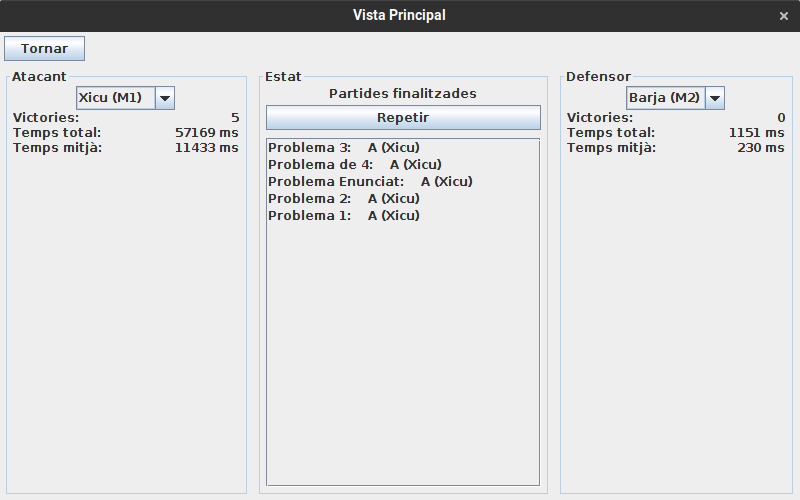 Vista Principal
Tornar
Atacant
Xicu (M1)
Victories: 5
Temps total: 57169 ms
Temps mitjà: 11433 ms
Estat
Partides finalitzades
Repetir
Problema 3: A (Xicu)
Problema de 4: A (Xicu)
Problema Enunciat: A (Xicu)
Problema 2: A (Xicu)
Problema 1: A (Xicu)
Defensor
Barja (M2)
Victories: 0
Temps total: 1151 ms
Temps mitjà: 230 ms